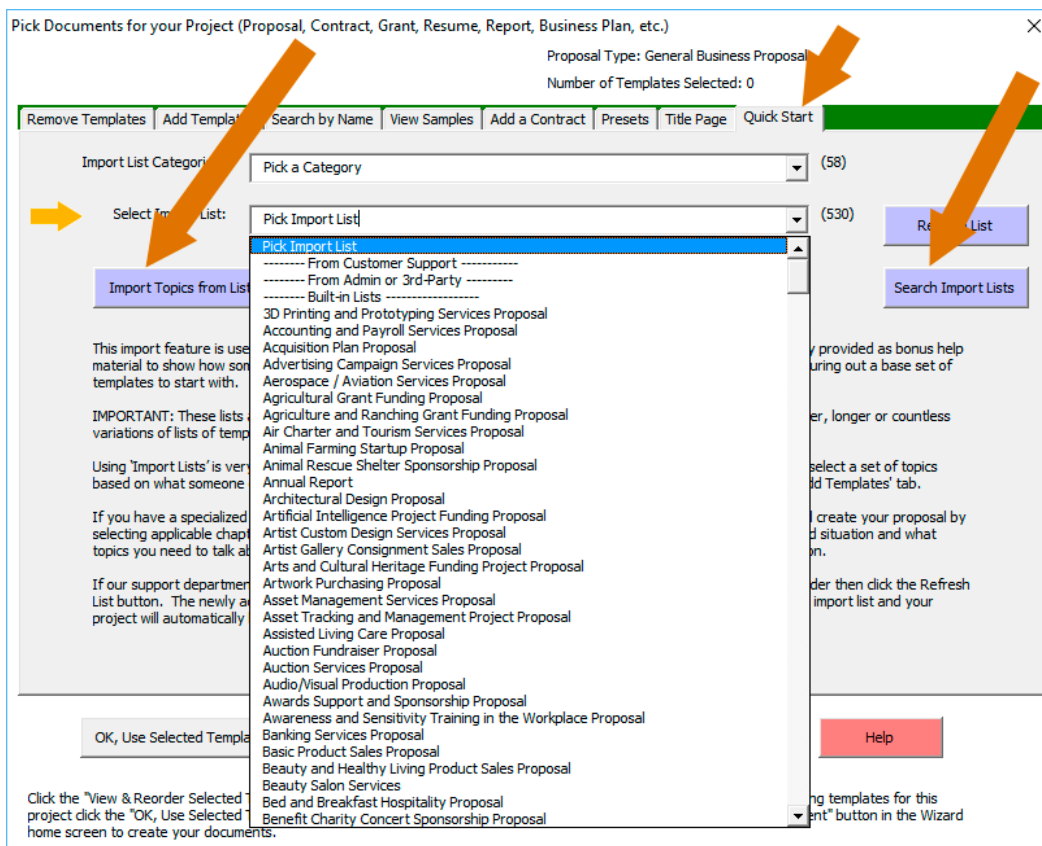 Pick Documents for your Project (Proposal, Contract, Grant, Resume, Report, Business Plan, etc.)
Proposal Type: General Business Proposal
Number of Templates Selected: 0
Remove Templates Add Search by Name View Samples Add a Contract Presets Title Page Quick Start
Import List Pick a Category (58)
Select List: Pick Import List (530)
List
Pick Import List
-------- From Customer Support -----------
-------- From Admin or 3rd-Party ---------
-------- Built-in Lists ------------------
Import Topics from List
Search Import Lists
3D Printing and Prototyping Services Proposal
Accounting and Payroll Services Proposal
Acquisition Plan Proposal
Advertising Campaign Services Proposal
Aerospace / Aviation Services Proposal
Agricultural Grant Funding Proposal
Agriculture and Ranching Grant Funding Proposal
Air Charter and Tourism Services Proposal
Animal Farming Startup Proposal
Animal Rescue Shelter Sponsorship Proposal
Annual Report
Architectural Design Proposal
Artificial Intelligence Project Funding Proposal
Artist Custom Design Services Proposal
Artist Gallery Consignment Sales Proposal
Arts and Cultural Heritage Funding Project Proposal
Artwork Purchasing Proposal
Asset Management Services Proposal
Asset Tracking and Management Project Proposal
Assisted Living Care Proposal
Auction Fundraiser Proposal
Auction Services Proposal
Audio/Visual Production Proposal
Awards Support and Sponsorship Proposal
Awareness and Sensitivity Training in the Workplace Proposal
Banking Services Proposal
Basic Product Sales Proposal
Beauty and Healthy Living Product Sales Proposal
Beauty Salon Services
Bed and Breakfast Hospitality Proposal
Benefit Charity Concert Sponsorship Proposal
This import feature is provided as bonus help
material to show how out a base set of
templates to start with.
IMPORTANT: These lists longer or countless
variations of lists of
Using 'Import Lists' is select a set of topics
based on what someone Templates' tab.
If you have a specialized create your proposal by
selecting applicable situation and what
topics you need to talk
If our support then click the Refresh
List button. The newly import list and your
project will automatically
OK, Use Selected
Help
Click the "View & Reorder Selected templates for this
project click the "OK, Use Selected button in the Wizard
home screen to create your documents.